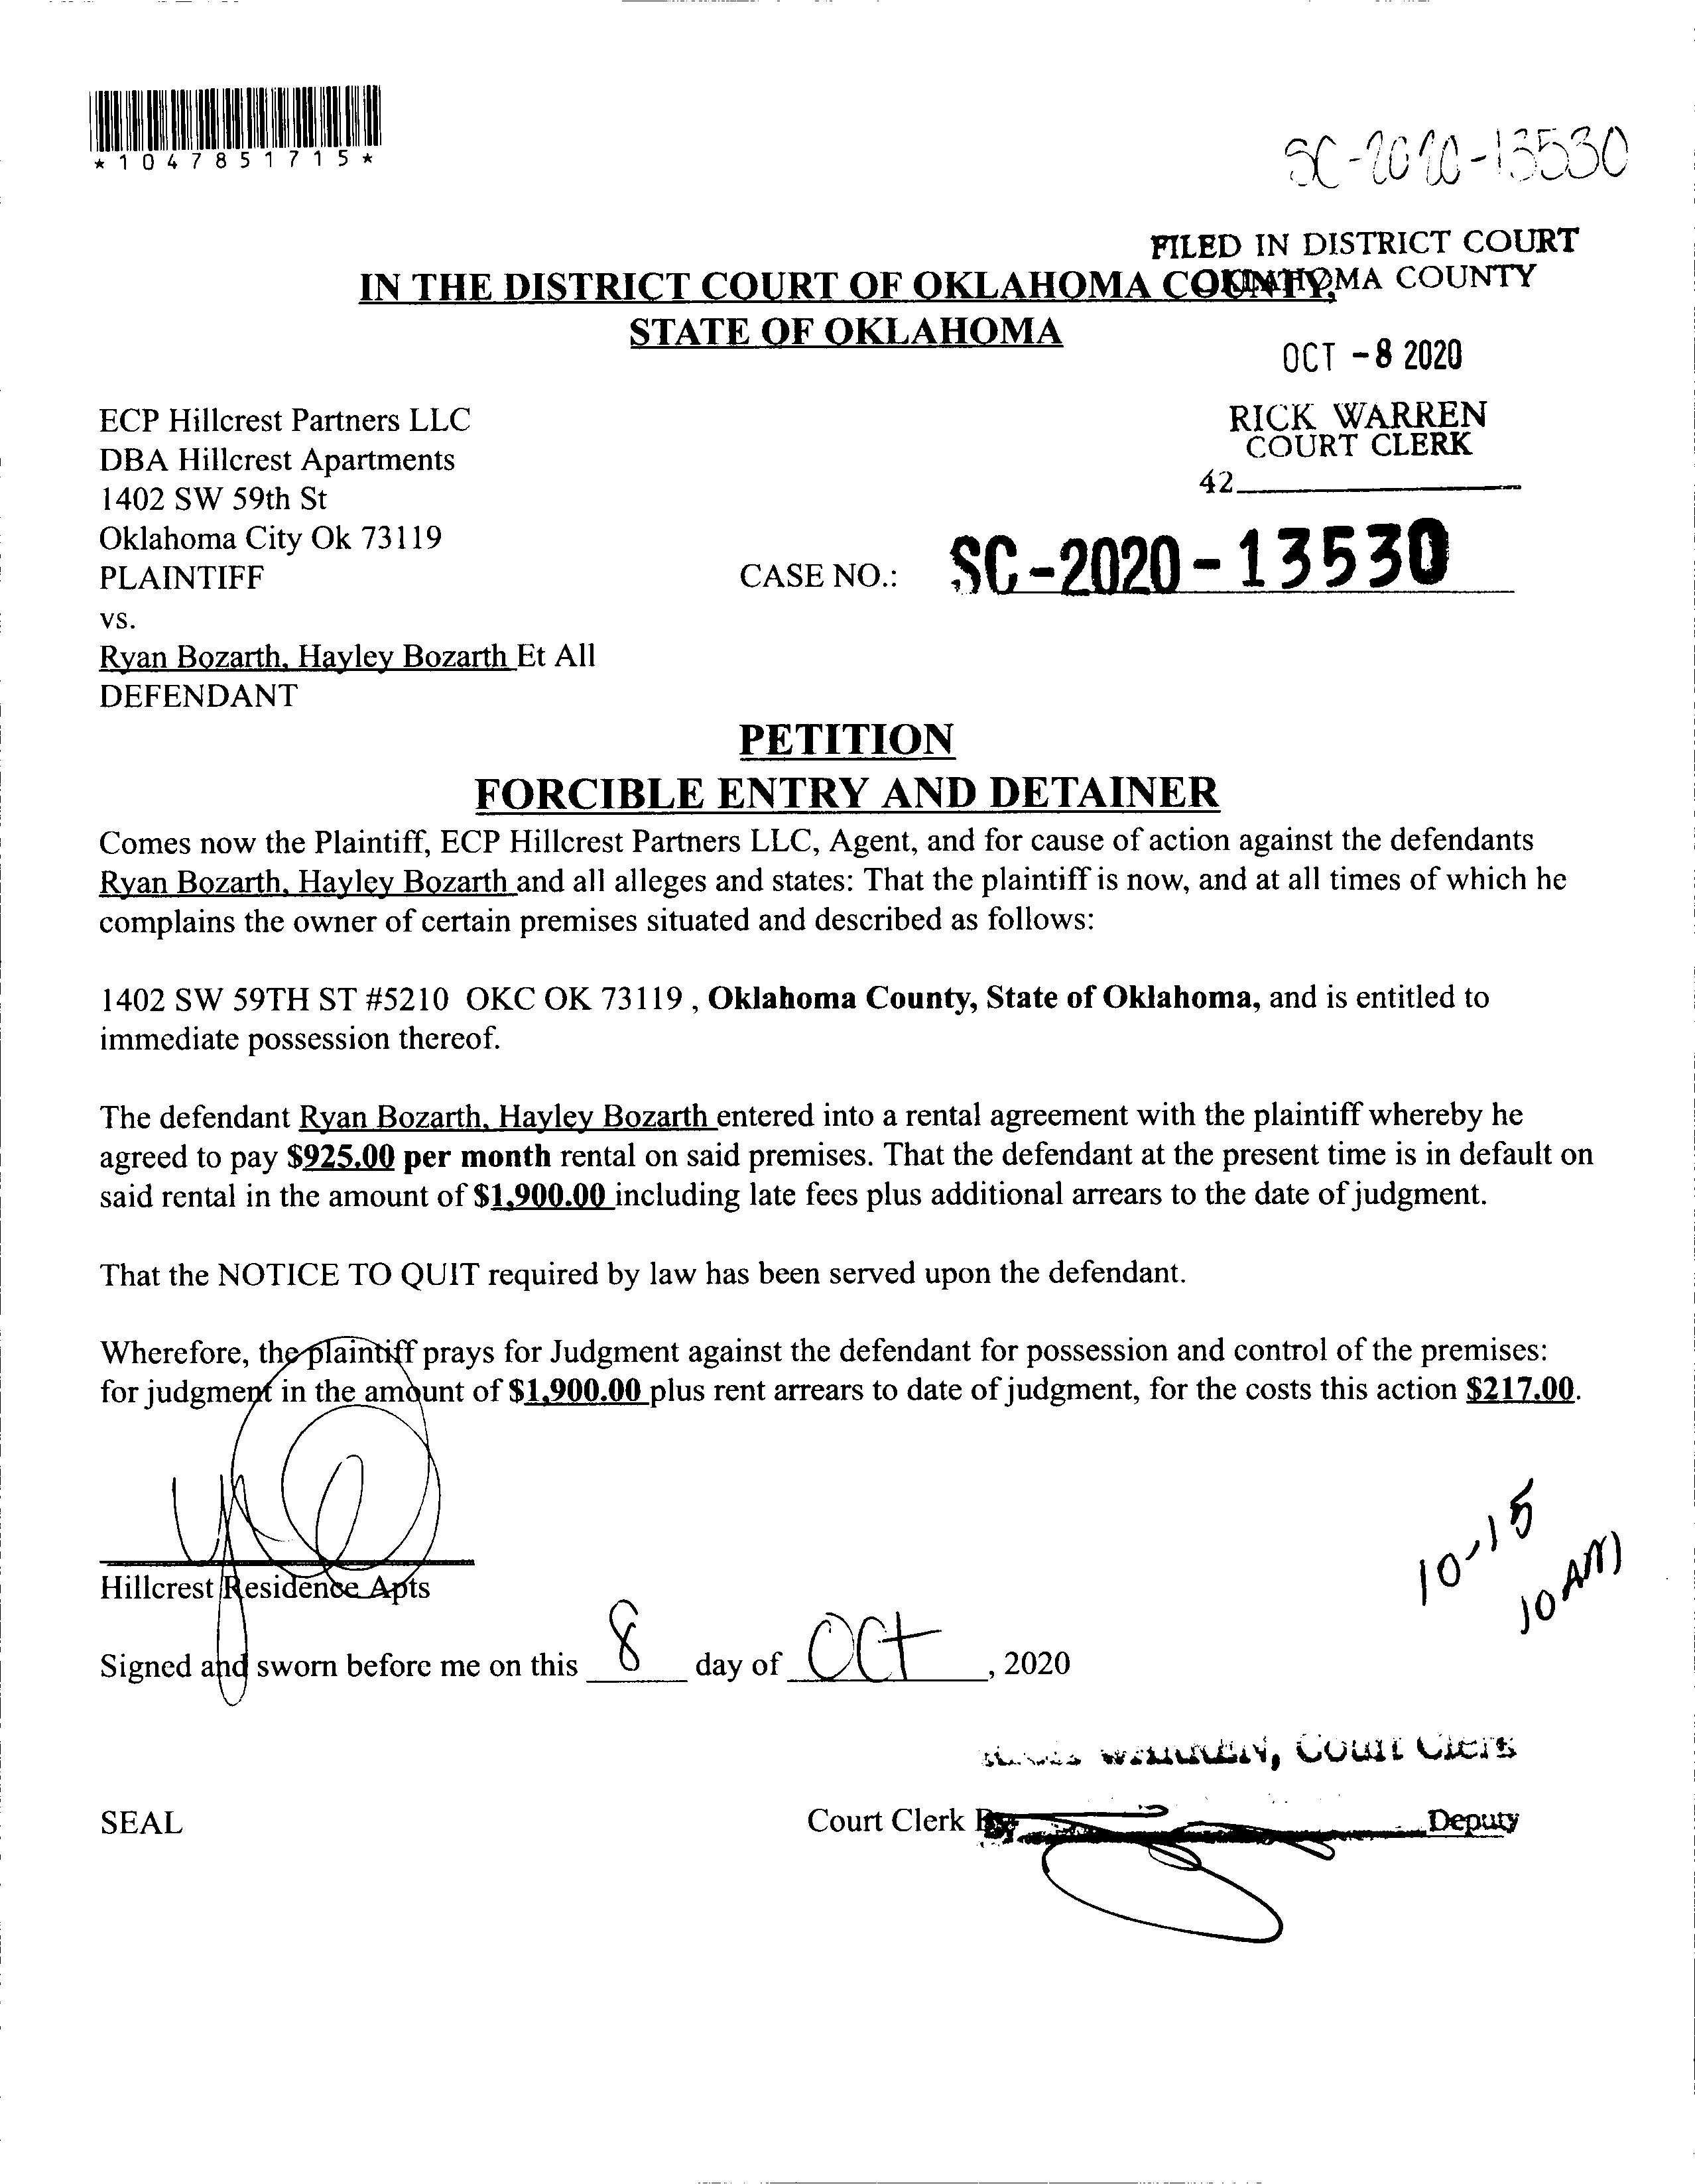 *1047851715*
SC-2020-13530
FILED IN DISTRICT COURT
OKLAHOMA COUNTY
IN THE DISTRICT COURT OF OKLAHOMA COUNTY,
STATE OF OKLAHOMA
OCT -8 2020
RICK WARREN
COURT CLERK
42
ECP Hillcrest Partners LLC
DBA Hillcrest Apartments
1402 SW 59th St
Oklahoma City Ok 73119
PLAINTIFF
CASE NO.: SC-2020-13530
vs.
Ryan Bozarth, Hayley Bozarth Et All
DEFENDANT
PETITION
FORCIBLE ENTRY AND DETAINER
Comes now the Plaintiff, ECP Hillcrest Partners LLC, Agent, and for cause of action against the defendants
Ryan Bozarth, Hayley Bozarth and all alleges and states: That the plaintiff is now, and at all times of which he
complains the owner of certain premises situated and described as follows:
1402 SW 59TH ST #5210 OKC OK 73119 , Oklahoma County, State of Oklahoma, and is entitled to
immediate possession thereof.
The defendant Ryan Bozarth, Hayley Bozarth entered into a rental agreement with the plaintiff whereby he
agreed to pay $925.00 per month rental on said premises. That the defendant at the present time is in default on
said rental in the amount of $1,900.00 including late fees plus additional arrears to the date of judgment.
That the NOTICE TO QUIT required by law has been served upon the defendant.
Wherefore, the plaintiff prays for Judgment against the defendant for possession and control of the premises:
for judgment in the amount of $1,900.00 plus rent arrears to date of judgment, for the costs this action $217.00.
10-15
10 AM
Hillcrest Residence Apts
Signed and sworn before me on this 8 day of Oct, 2020
WARREN, Court Clerk
SEAL
Court Clerk By Deputy